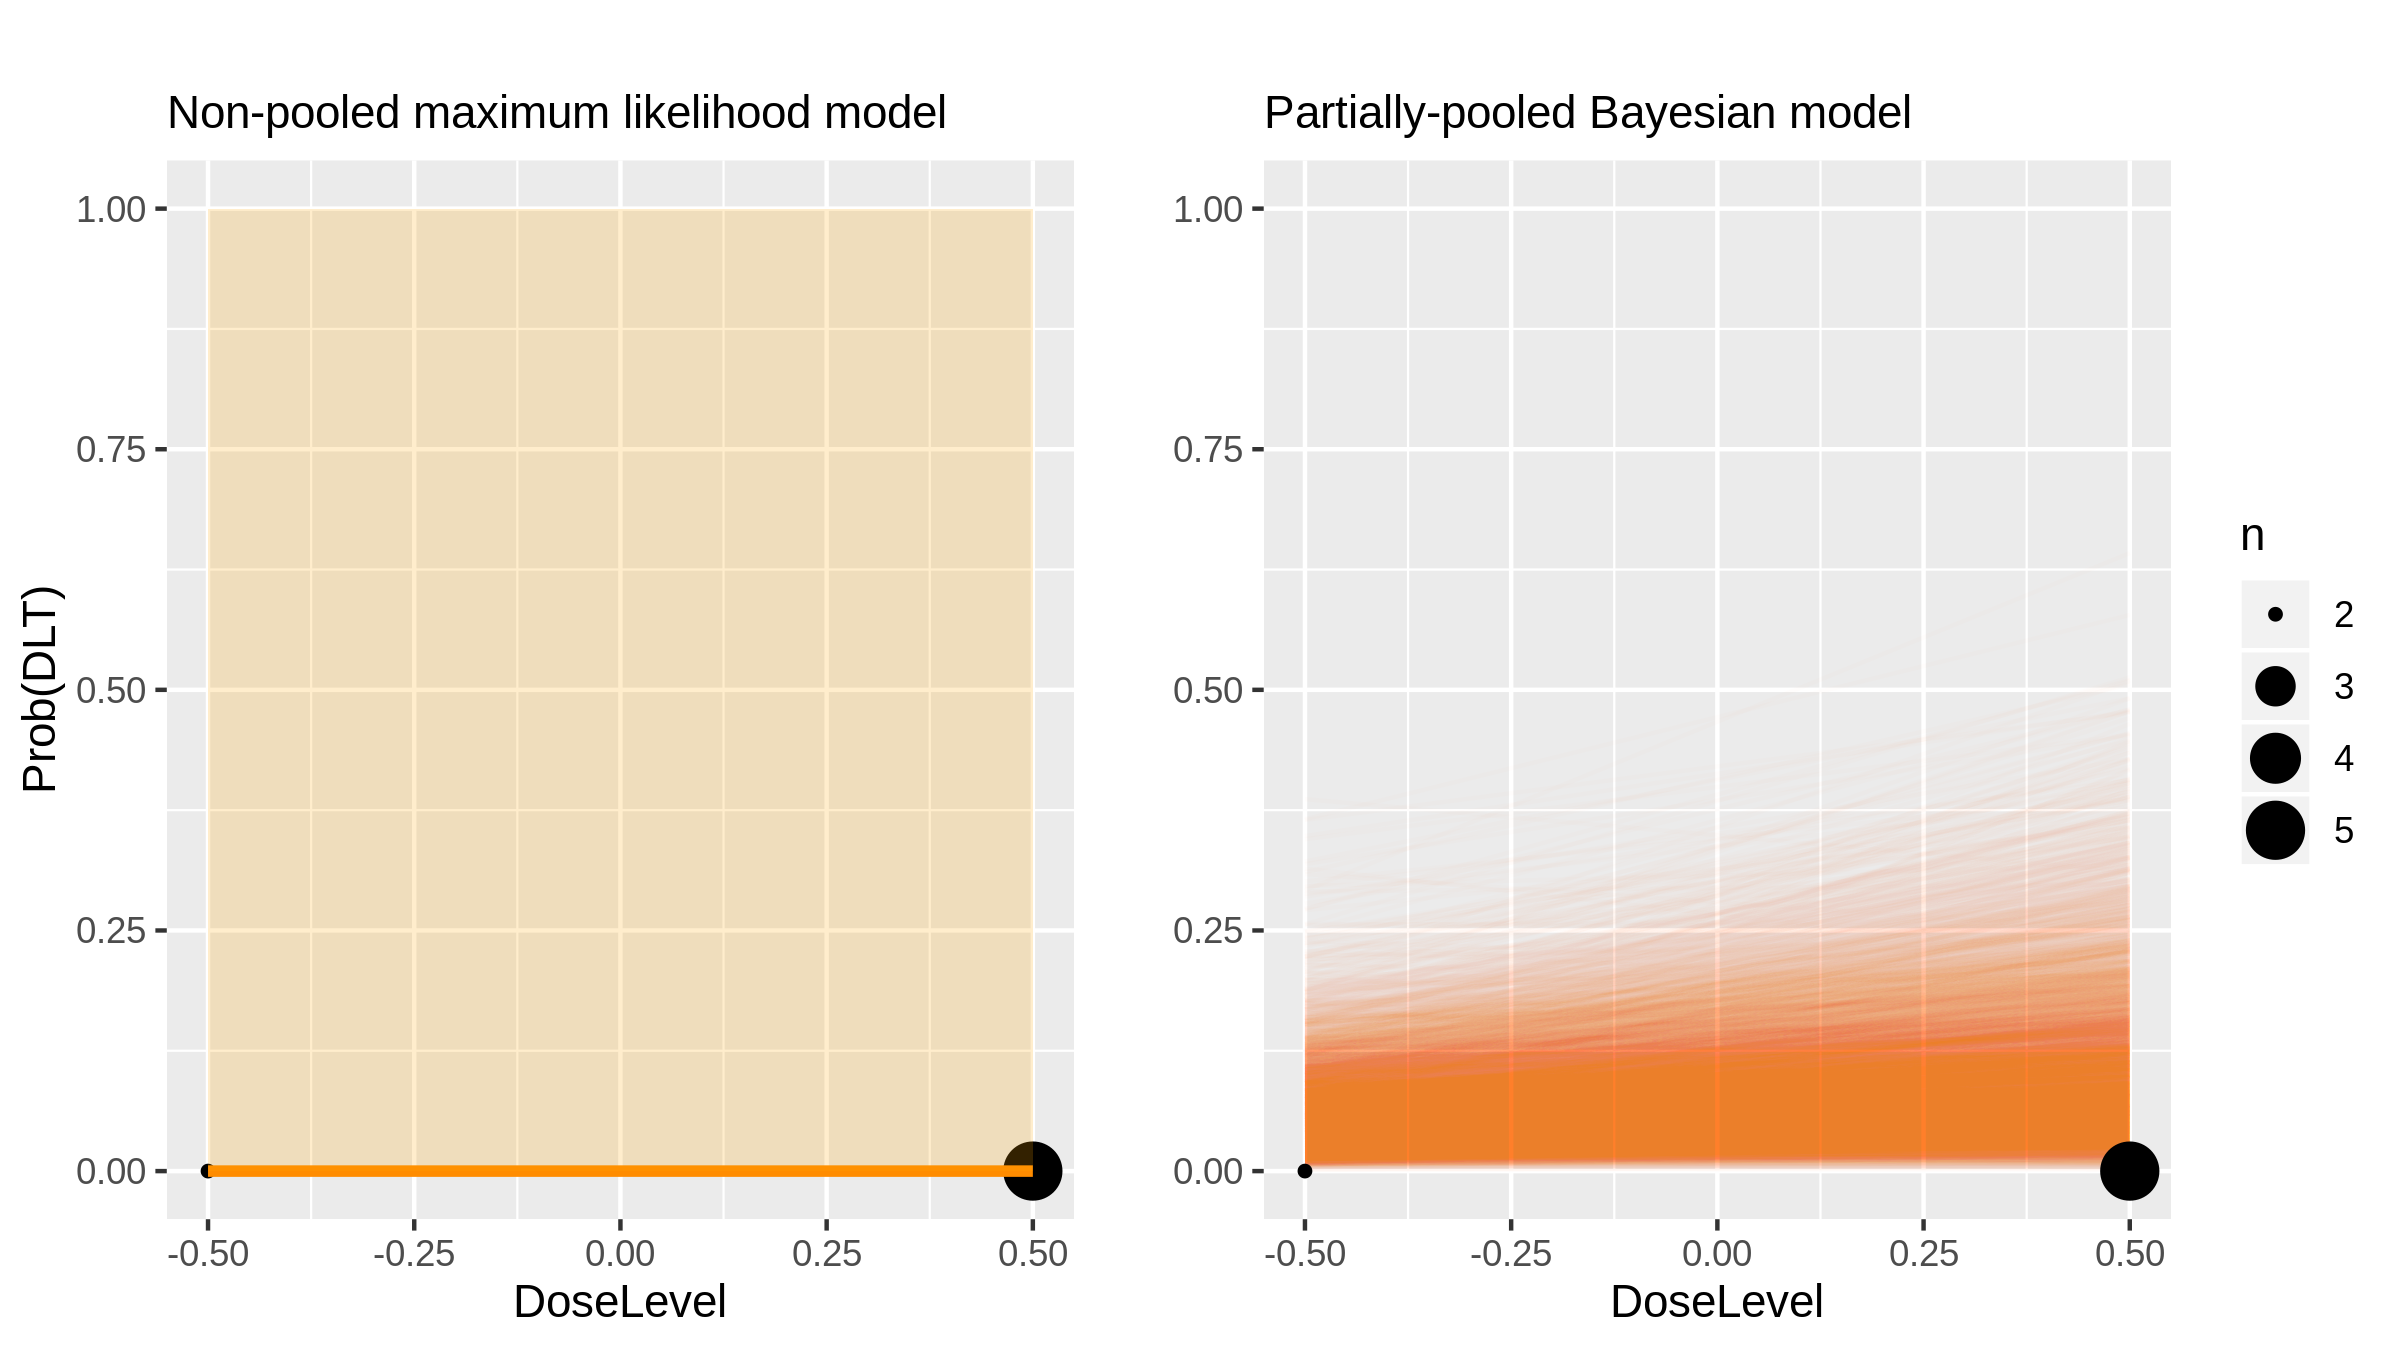 Non-pooled maximum likelihood model
Prob(DLT)
1.00
0.75
0.50
0.25
0.00
-0.50 -0.25 0.00 0.25 0.50
DoseLevel
Partially-pooled Bayesian model
1.00
0.75
0.50
0.25
0.00
-0.50 -0.25 0.00 0.25 0.50
DoseLevel
n
2
3
4
5